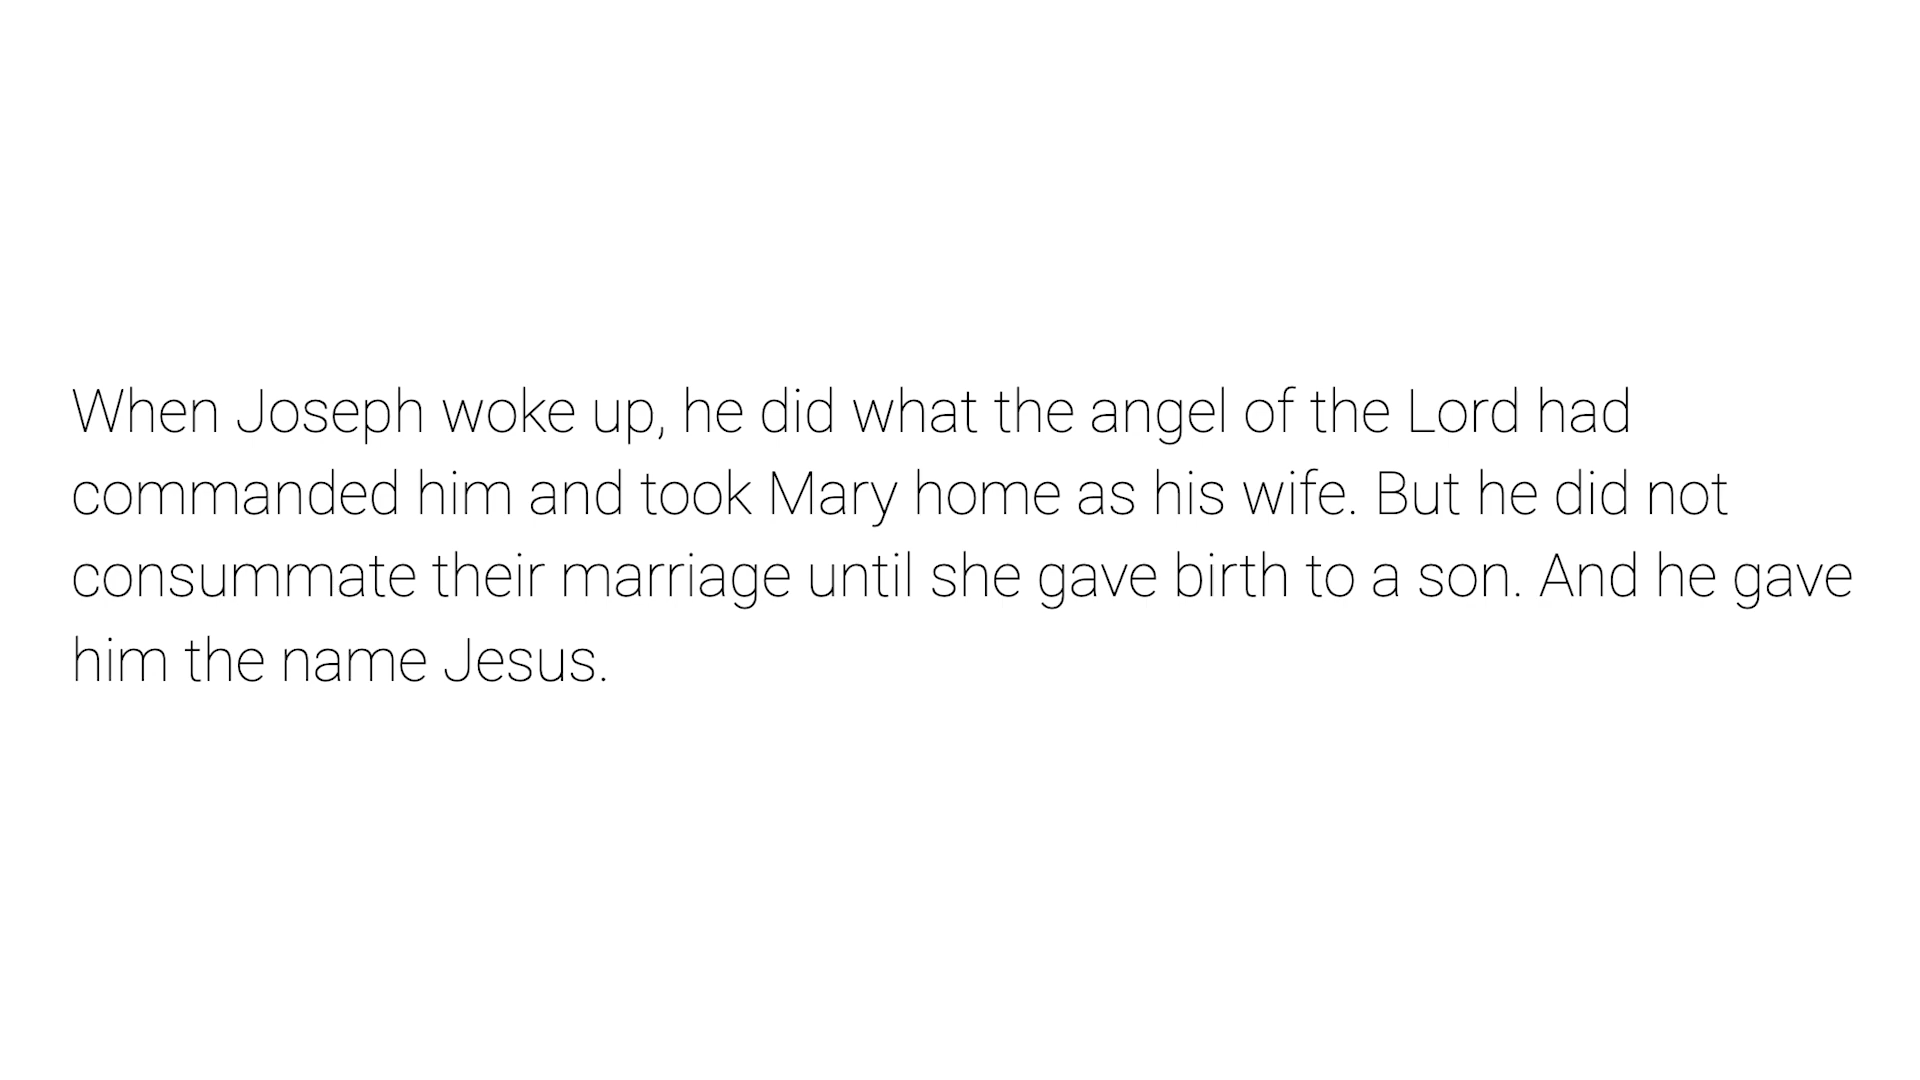 When Joseph woke up, he did what the angel of the Lord had
commanded him and took Mary home as his wife. But he did not
consummate their marriage until she gave birth to a son. And he gave
him the name Jesus.